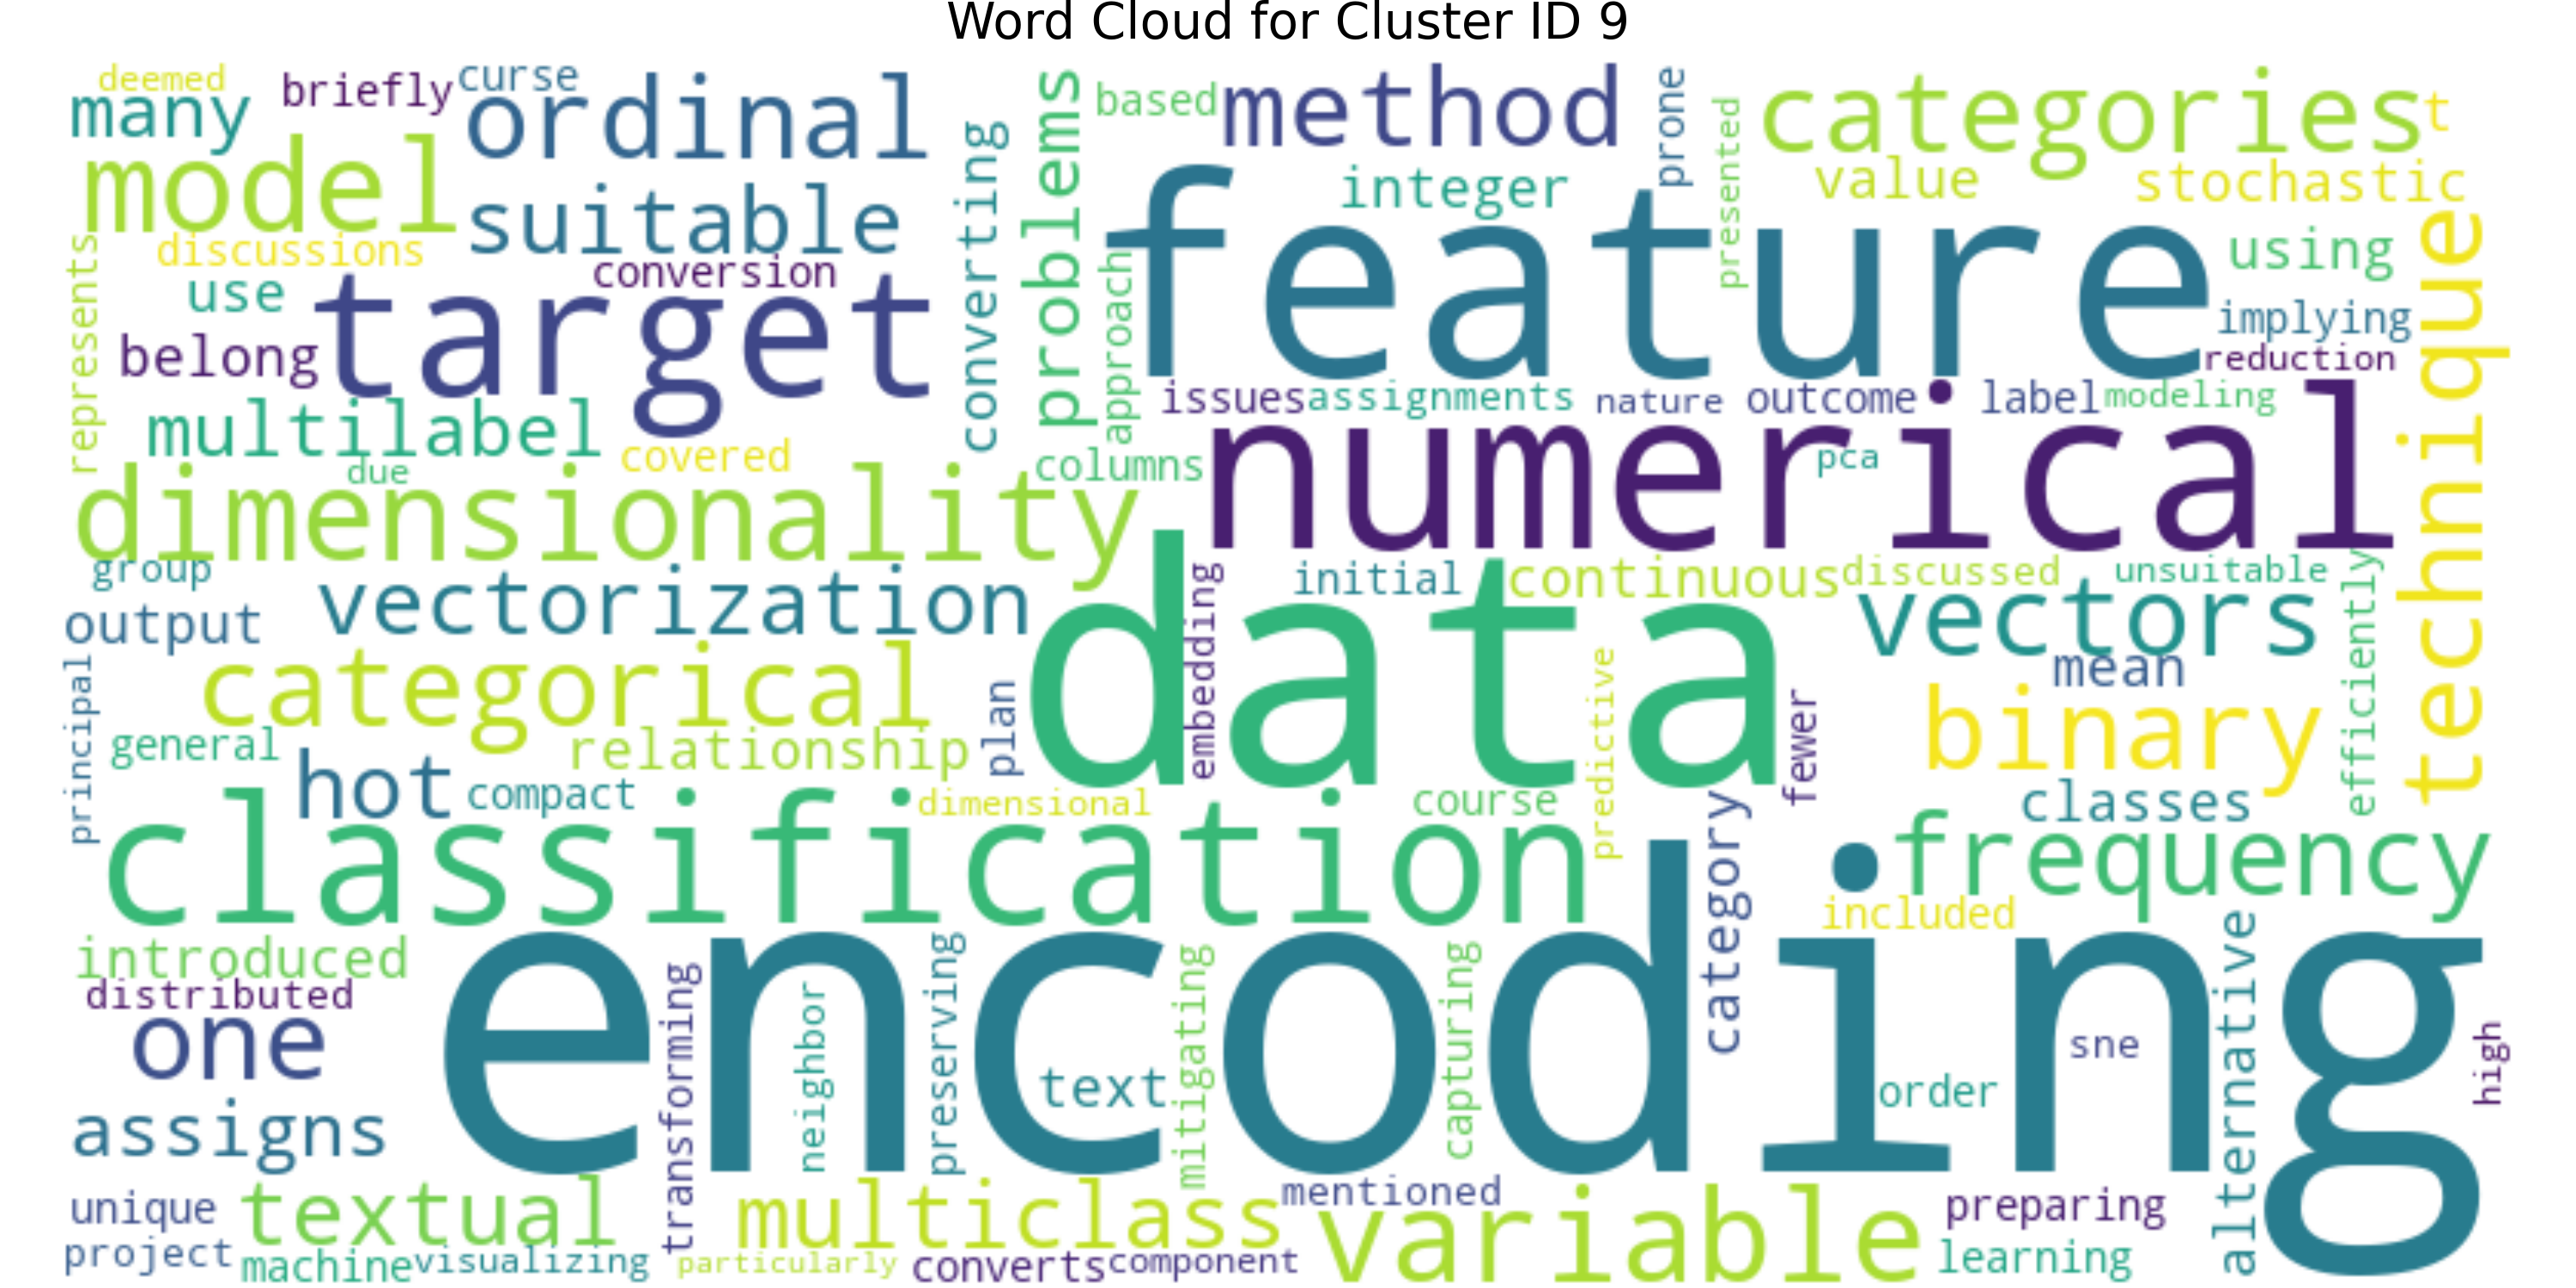 Word Cloud for Cluster ID 9
deemed
briefly
curse
many
ordinal
model
suitable
discussions
conversion
represents
use
target
belong
multilabel
due
covered
converting
problems
approach
based
method
prone
presented
categories
t
integer
value
stochastic
feature
using
implying
reduction
technique
issues
assignments
nature
outcome
label
modeling
numerical
pca
columns
dimensionality
group
output
vectorization
initial
continuous
discussed
unsuitable
efficiently
embedding
data
vectors
mean
principal
categorical
plan
predictive
fewer
binary
general
relationship
hot
compact
dimensional
course
category
classes
classification
frequency
included
introduced
distributed
one
encoding
transforming
neighbor
preserving
text
mitigating
capturing
order
sne
alternative
high
assigns
unique
textual
multiclass
mentioned
variable
preparing
project
machine
visualizing
particularly
converts
component
learning